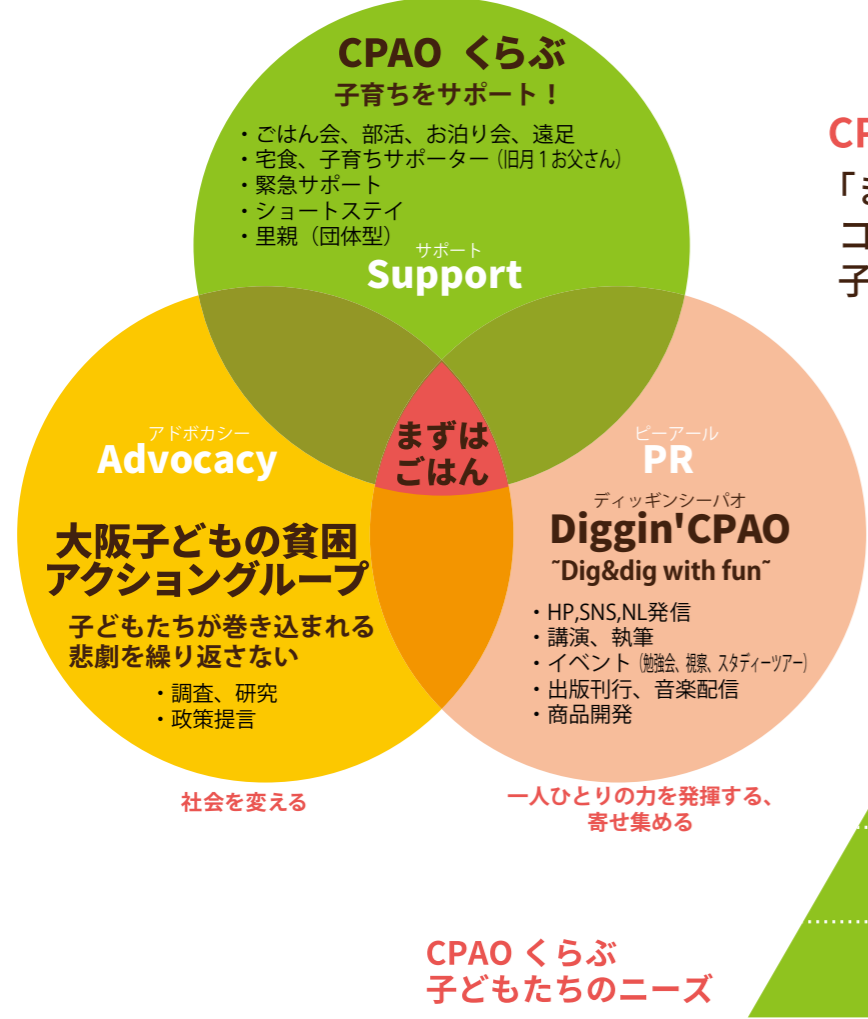 CPAO くらぶ
子育ちをサポート！
・ごはん会、部活、お泊り会、遠足
・宅食、子育ちサポーター（旧月１お父さん）
・緊急サポート
・ショートステイ
・里親（団体型）
サポート
Support
アドボカシー
Advocacy
大阪子どもの貧困
アクショングループ
子どもたちが巻き込まれる
悲劇を繰り返さない
・調査、研究
・政策提言
社会を変える
まずは
ごはん
ピーアール
PR
ディッギンシーパオ
Diggin'CPAO
˜Dig&dig with fun˜
・HP,SNS,NL発信
・講演、執筆
・イベント（勉強会、視察、スタディーツアー）
・出版刊行、音楽配信
・商品開発
一人ひとりの力を発揮する、
寄せ集める
CP
「ま
コ
子
CPAO くらぶ
子どもたちのニーズ